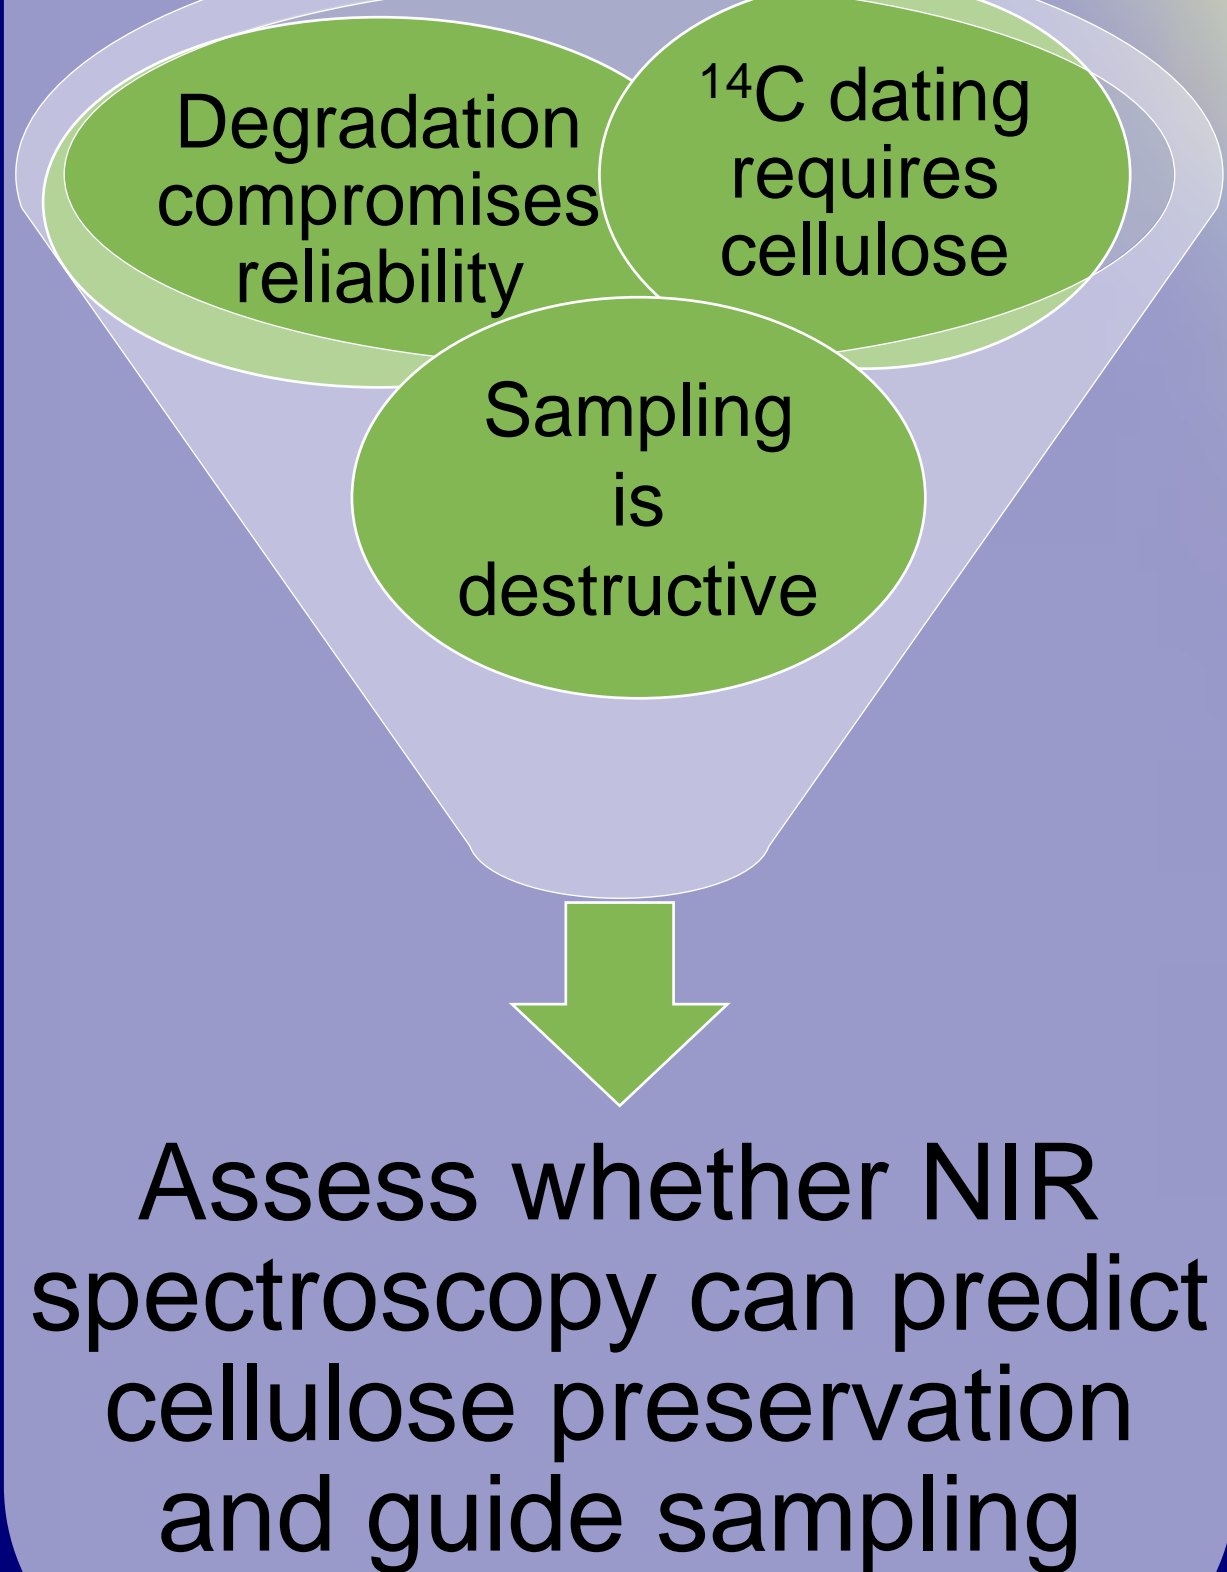 Degradation
compromises
reliability
¹⁴C dating
requires
cellulose
Sampling
is
destructive
Assess whether NIR
spectroscopy can predict
cellulose preservation
and guide sampling